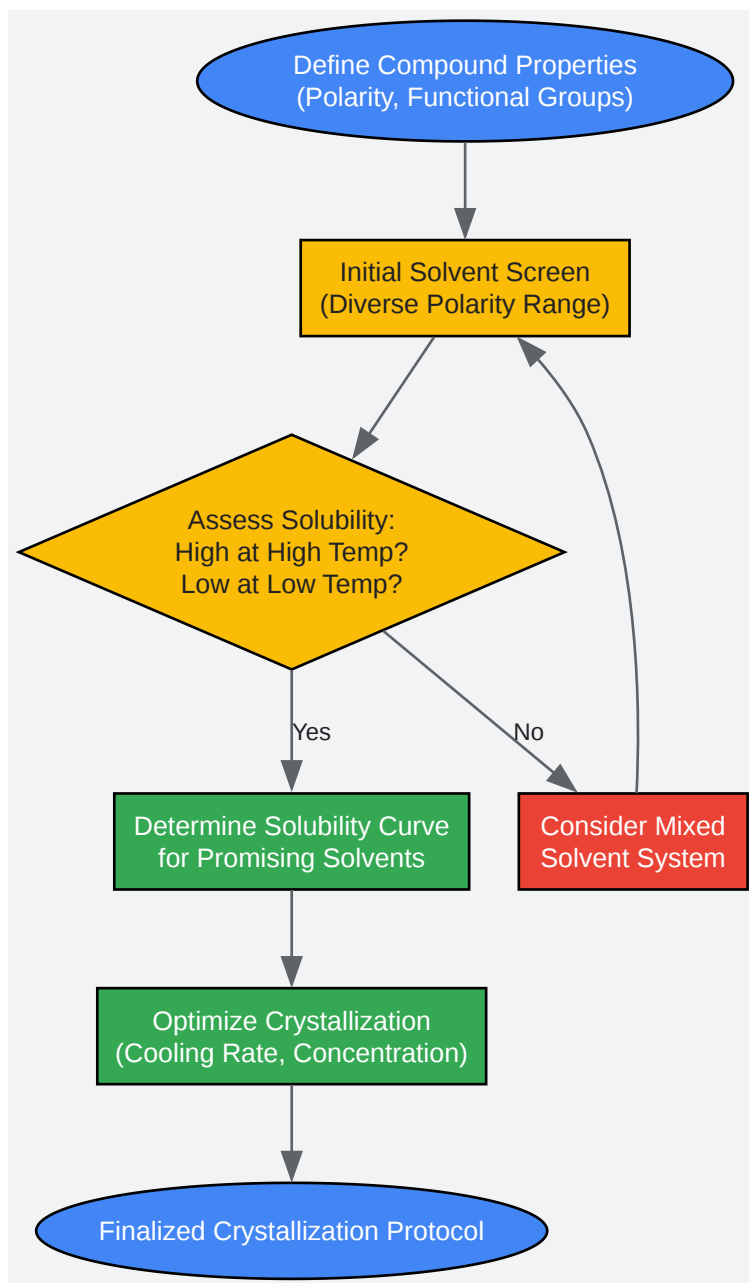 Define Compound Properties
(Polarity, Functional Groups)
Initial Solvent Screen
(Diverse Polarity Range)
Assess Solubility:
High at High Temp?
Low at Low Temp?
Yes
No
Determine Solubility Curve
for Promising Solvents
Consider Mixed
Solvent System
Optimize Crystallization
(Cooling Rate, Concentration)
Finalized Crystallization Protocol